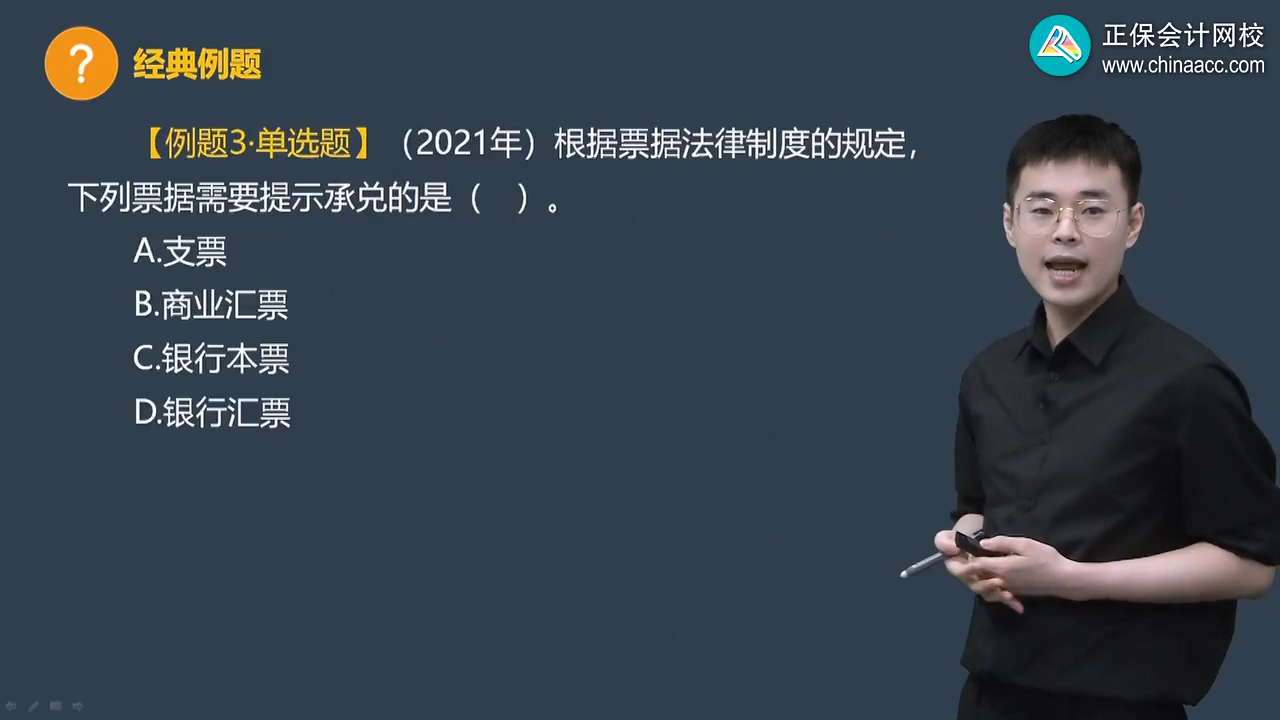 ?
经典例题
正保会计网校
www.chinaacc.com
【例题3·单选题】（2021年）根据票据法律制度的规定，
下列票据需要提示承兑的是（　）。
A.支票
B.商业汇票
C.银行本票
D.银行汇票